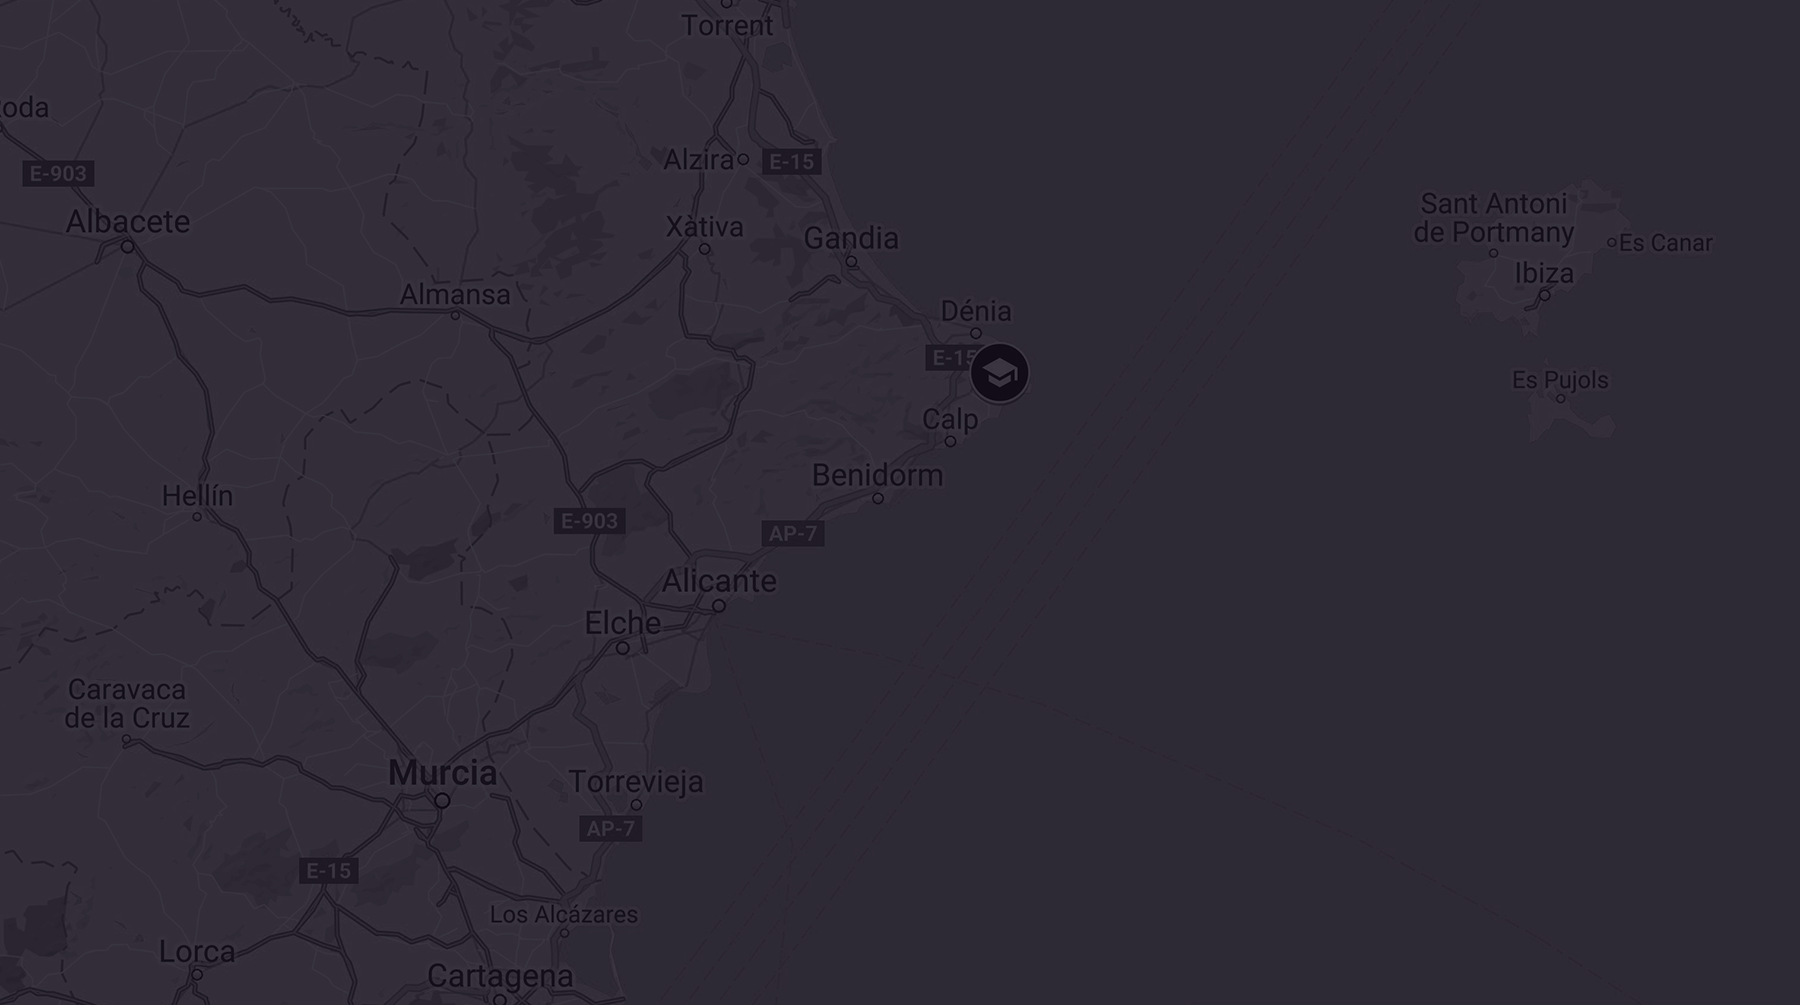 Torrent
oda
Alzira
E-15
E-903
Albacete
Xàtiva
Gandia
Sant Antoni
de Portmany
Es Canar
Ibiza
Almansa
Dénia
E-15
Es Pujols
Calp
Benidorm
Hellín
E-903
AP-7
Alicante
Elche
Caravaca
de la Cruz
Murcia
Torrevieja
AP-7
E-15
Los Alcázares
Lorca
Cartagena